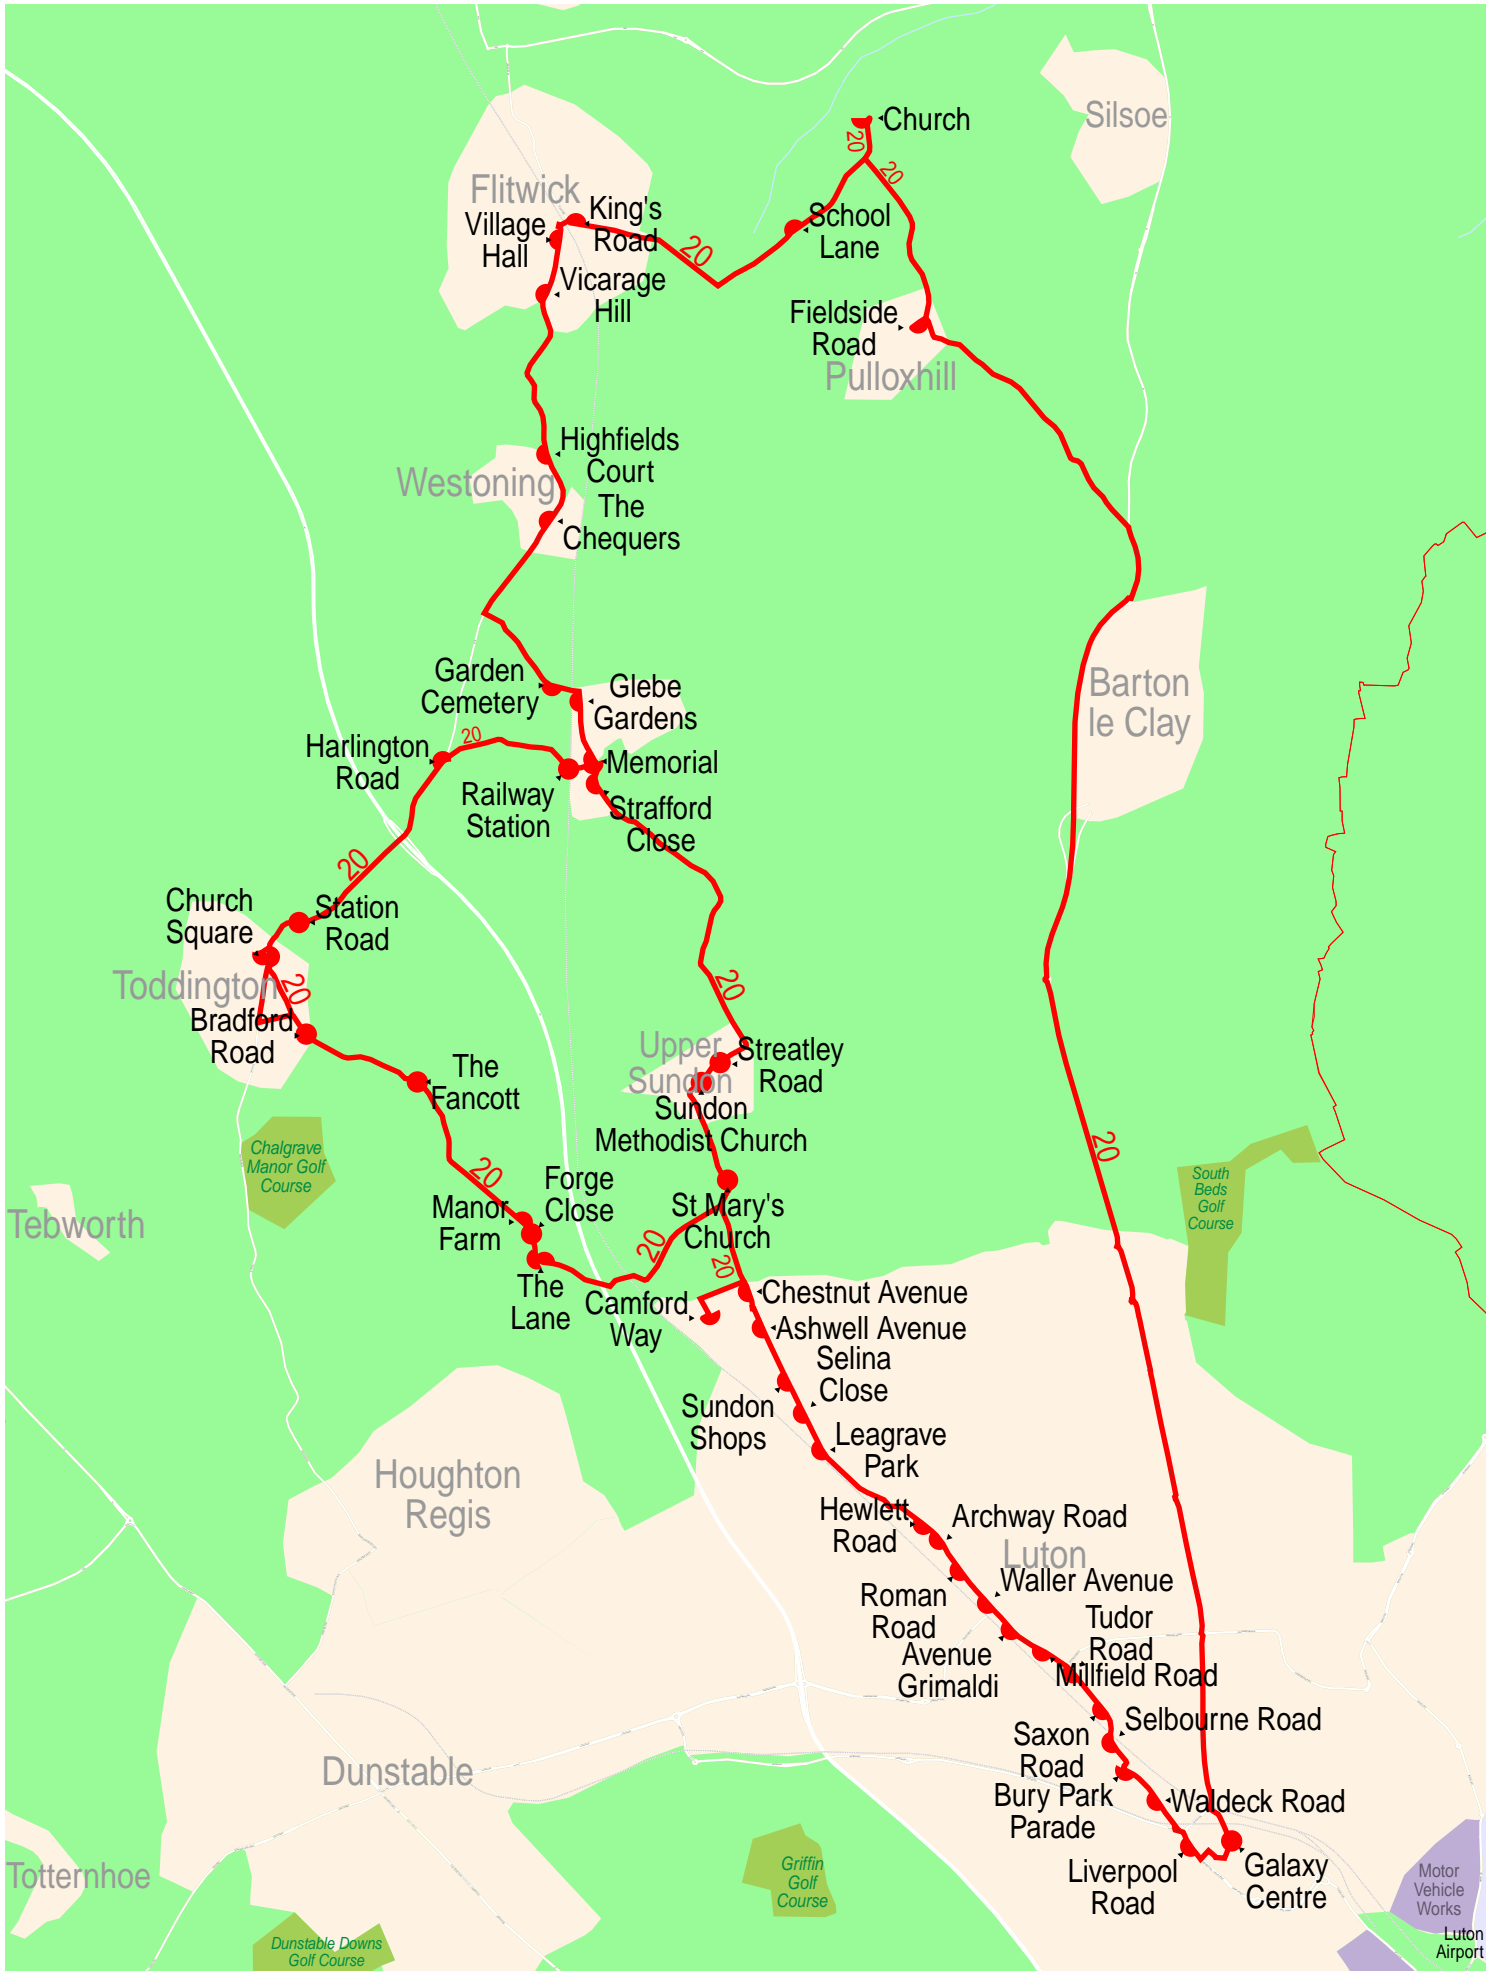 Church
Silsoe
20
20
Flitwick
King's
Road
Village
Hall
School
Lane
20
Vicarage
Hill
Fieldside
Road
Pulloxhill
Highfields
Court
Westoning
The
Chequers
Garden
Cemetery
Glebe
Gardens
Barton
le Clay
Harlington
Road
20
Memorial
Railway
Station
Strafford
Close
20
Church
Square
Station
Road
Toddington
20
20
Bradford
Road
Upper
Sundon
Streatley
Road
The
Fancott
Sundon
Methodist Church
Chalgrave
Manor Golf
Course
20
20
South
Beds
Golf
Course
Forge
Close
Manor
Farm
St Mary's
Church
Tebworth
20
20
The
Lane
Camford
Way
Chestnut Avenue
Ashwell Avenue
Selina
Close
Sundon
Shops
Leagrave
Park
Houghton
Regis
Hewlett
Road
Archway Road
Luton
Waller Avenue
Roman
Road
Tudor
Road
Avenue
Grimaldi
Millfield Road
Selbourne Road
Saxon
Road
Dunstable
Bury Park
Parade
Waldeck Road
Liverpool
Road
Galaxy
Centre
Totternhoe
Griffin
Golf
Course
Motor
Vehicle
Works
Dunstable Downs
Golf Course
Luton
Airport